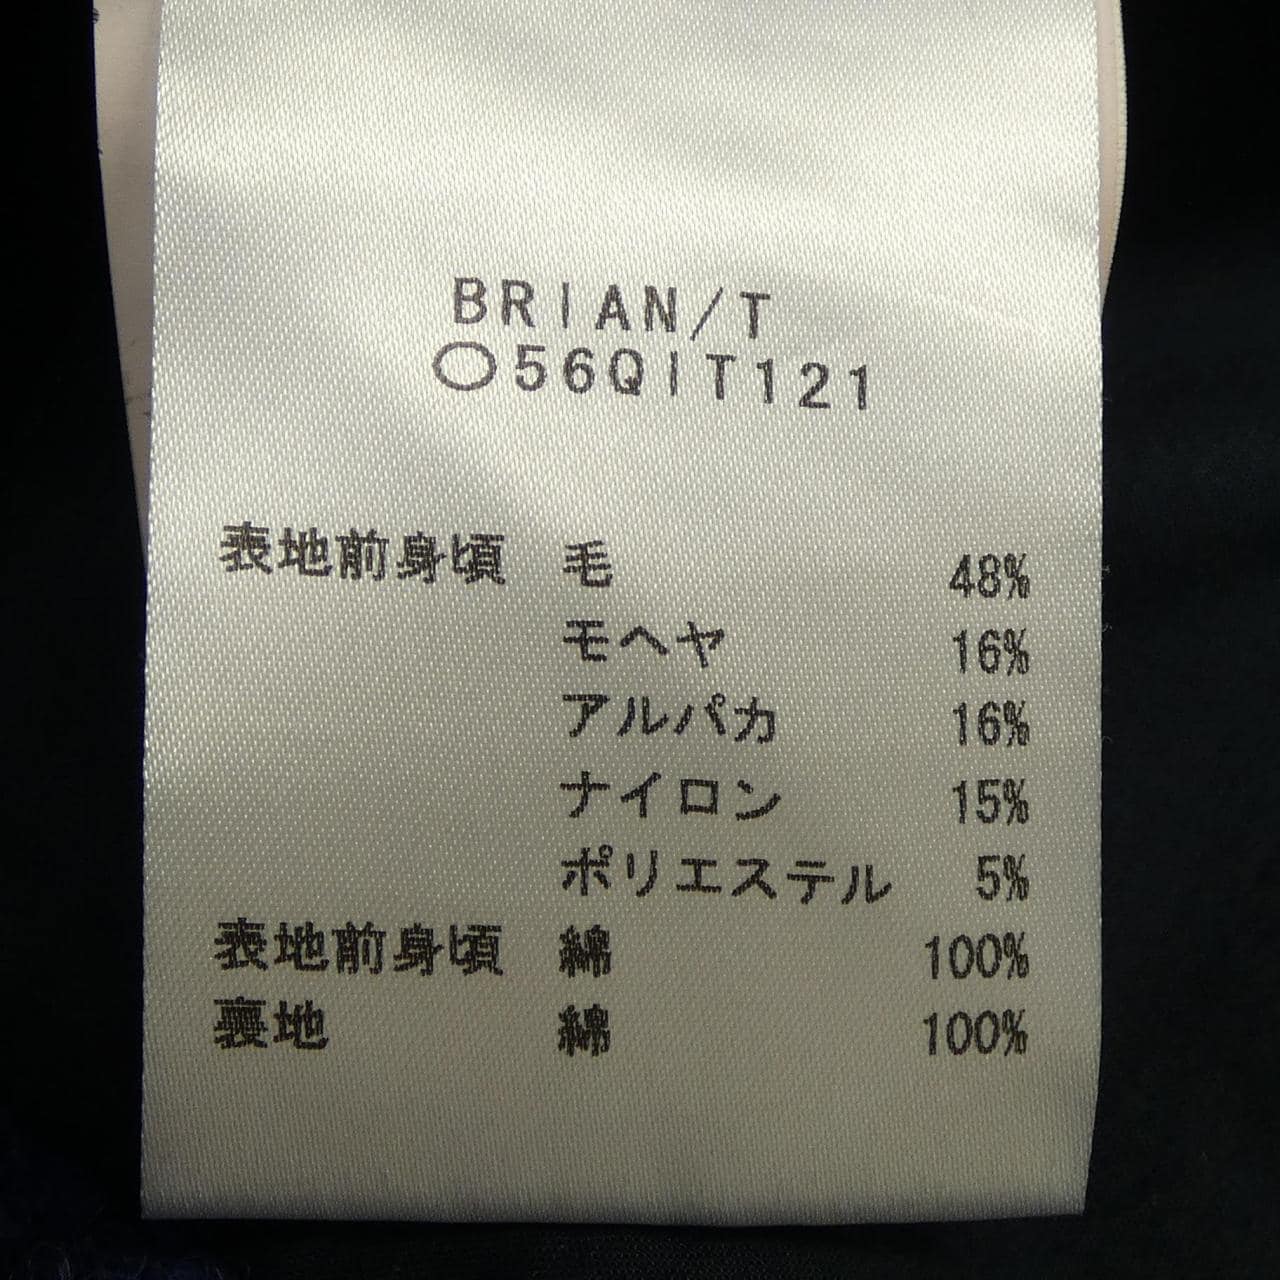 BRIAN/T
○56QIT121
表地前身頃 毛 48%
モヘヤ 16%
アルパカ 16%
ナイロン 15%
ポリエステル 5%
表地前身頃 綿 100%
裏地 綿 100%